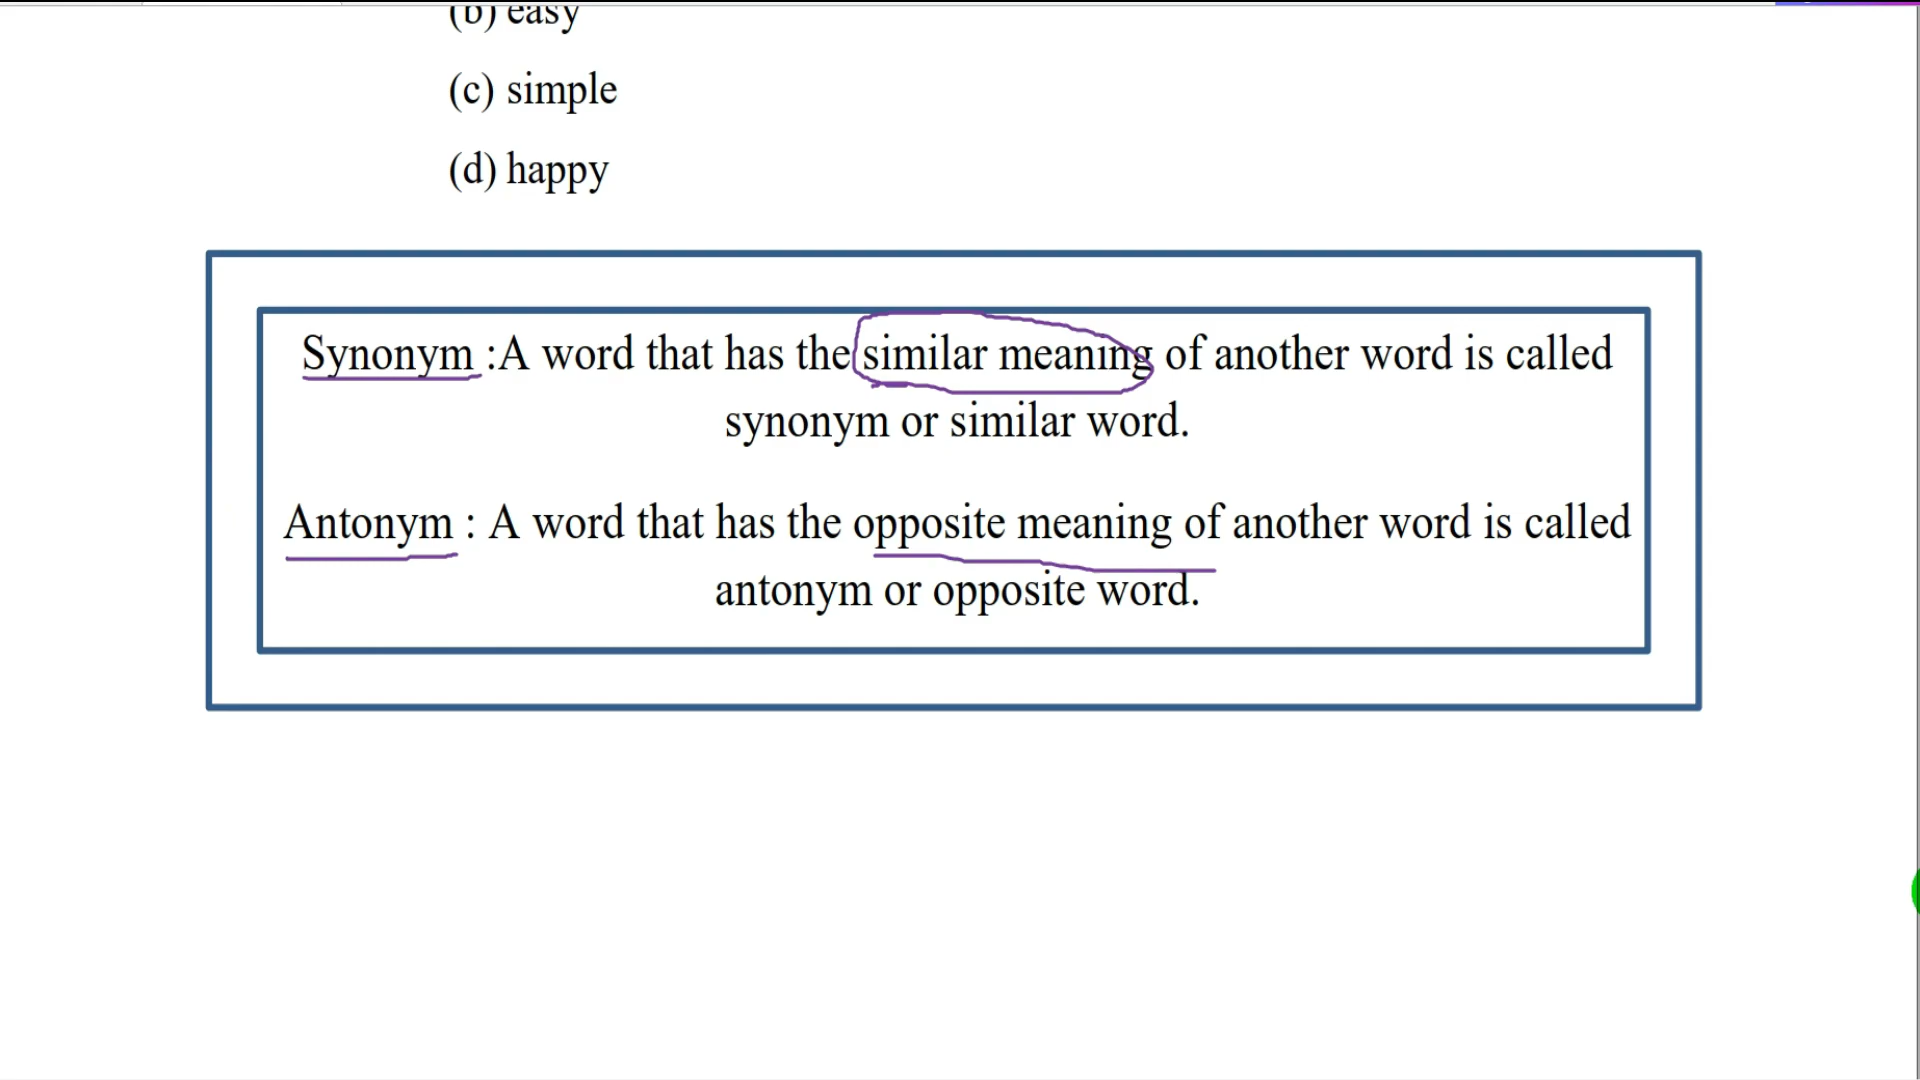 (b) easy
(c) simple
(d) happy
Synonym :A word that has the similar meaning of another word is called
synonym or similar word.
Antonym : A word that has the opposite meaning of another word is called
antonym or opposite word.